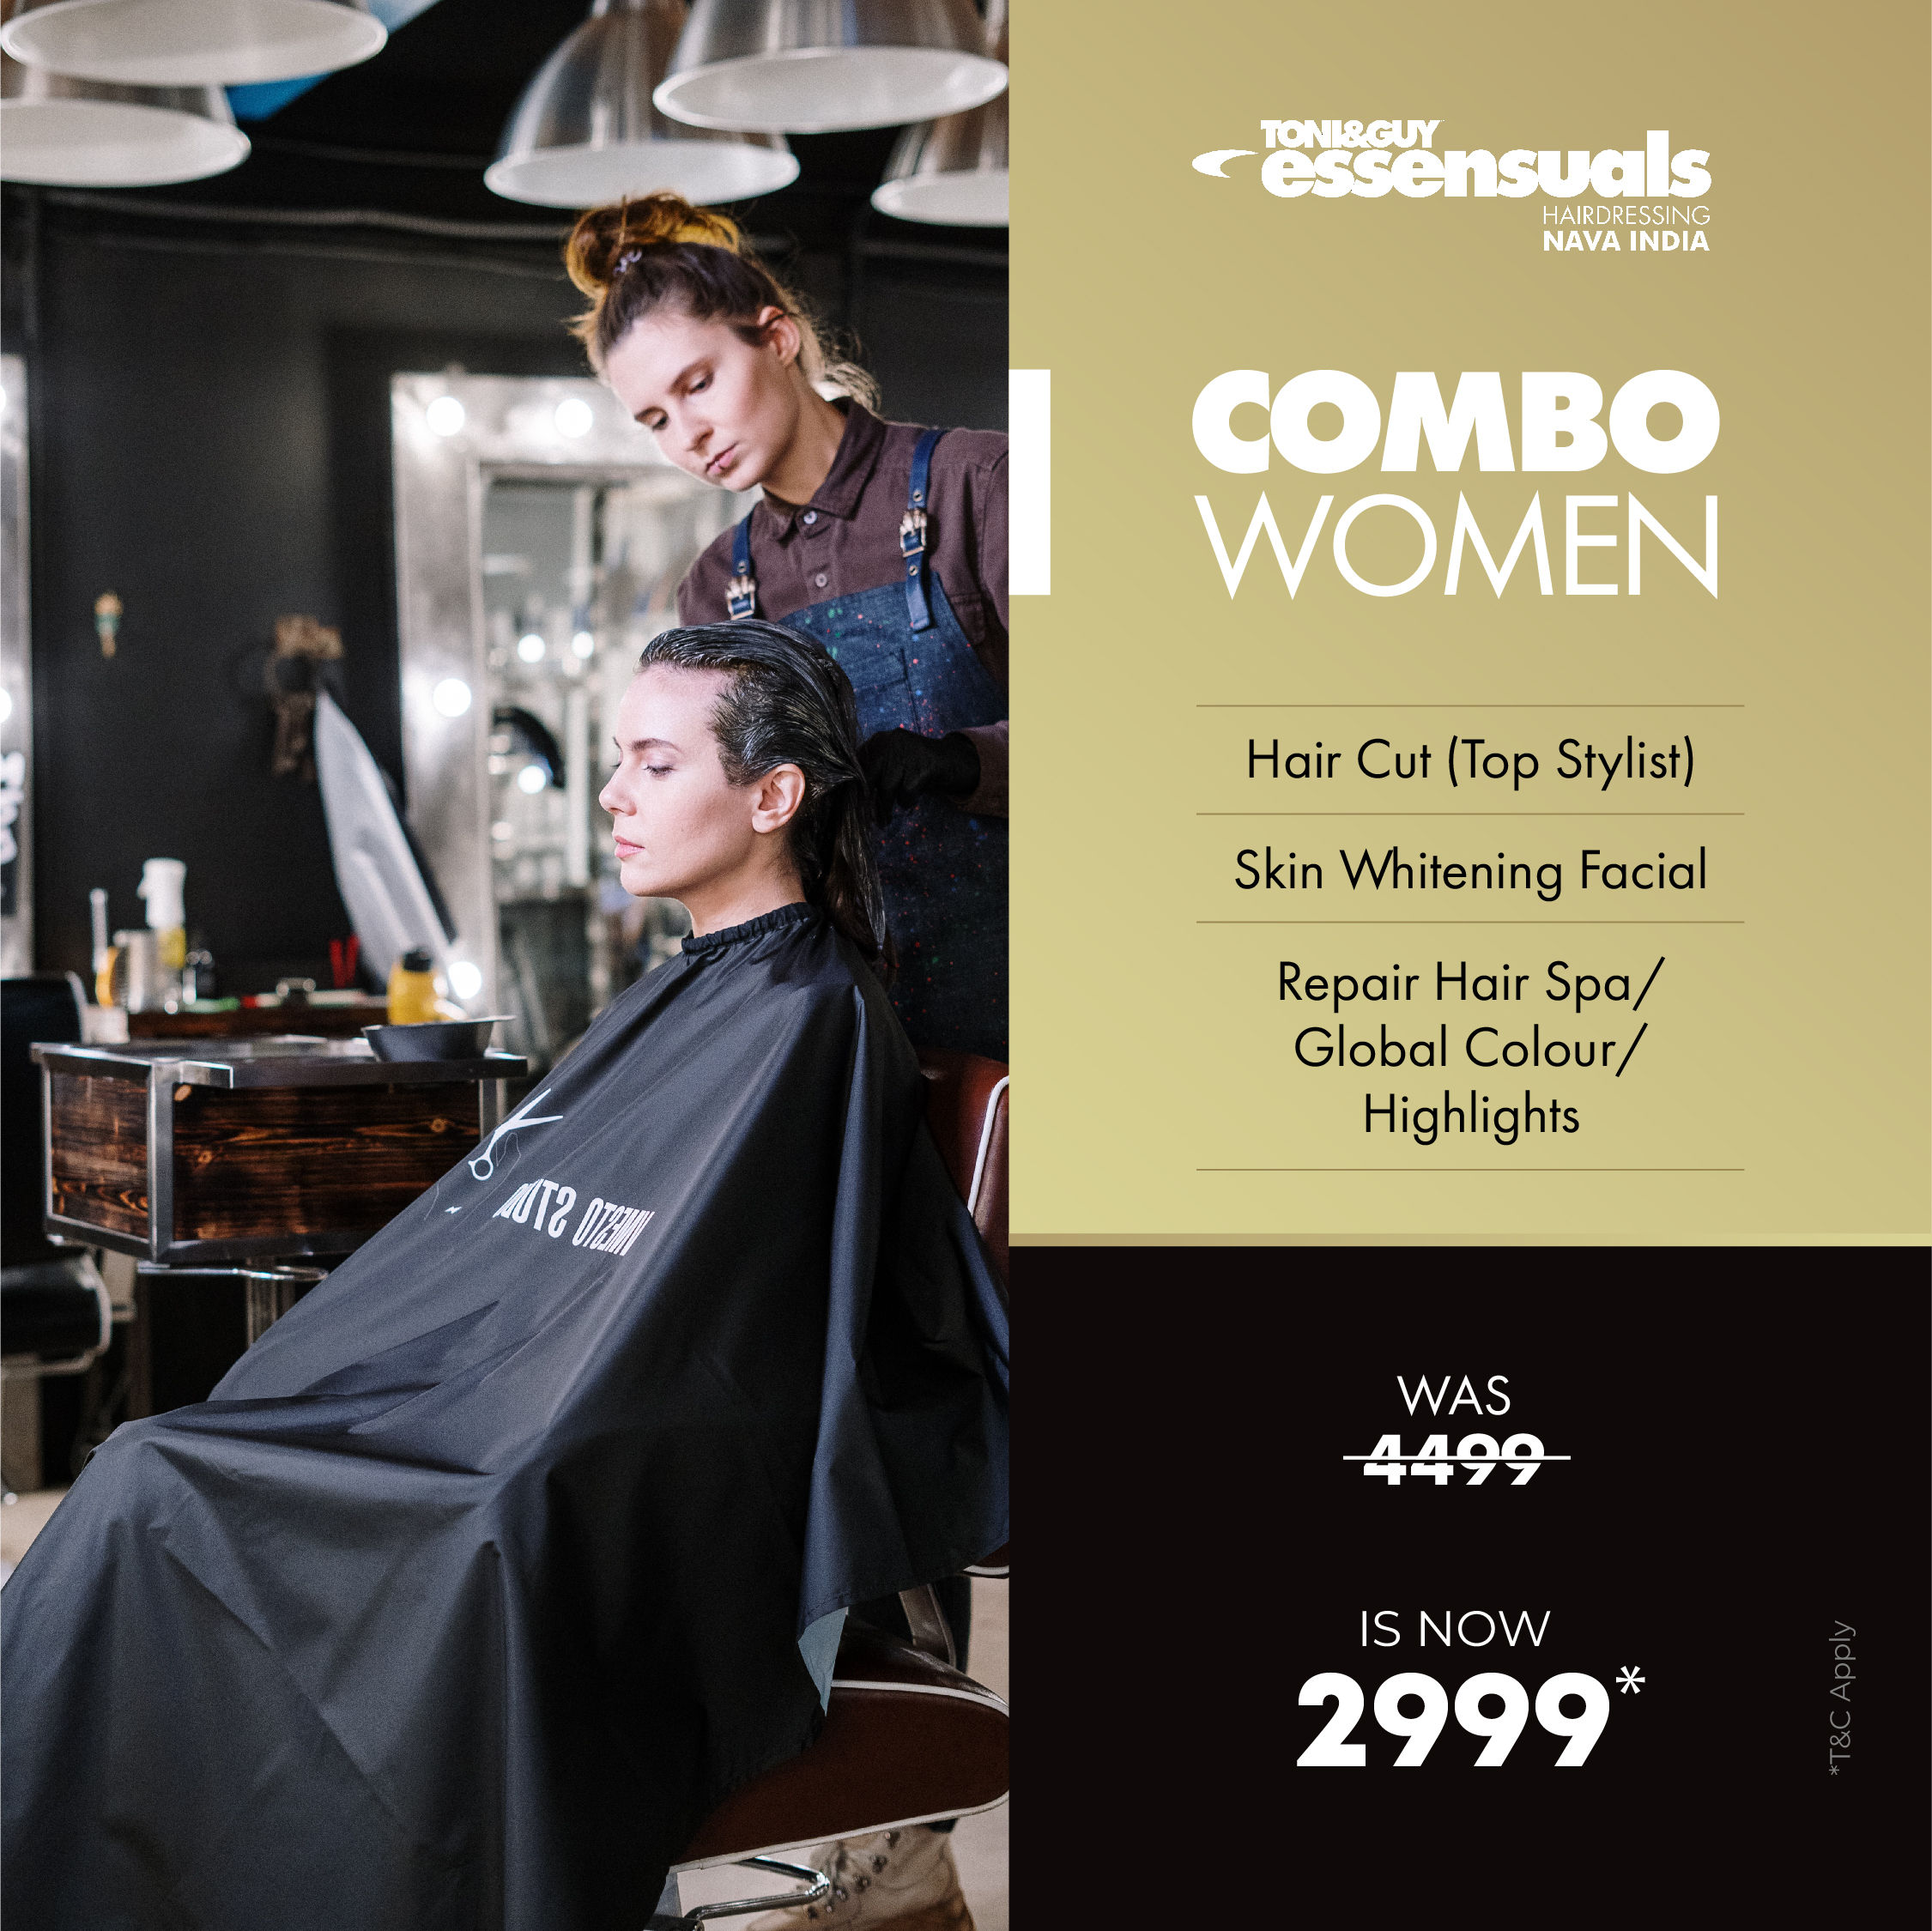 TONI&GUY
essensuals
HAIRDRESSING
NAVA INDIA
COMBO
WOMEN
Hair Cut (Top Stylist)
Skin Whitening Facial
Repair Hair Spa/
Global Colour/
Highlights
WAS
4499
IS NOW
2999*
*T&C Apply